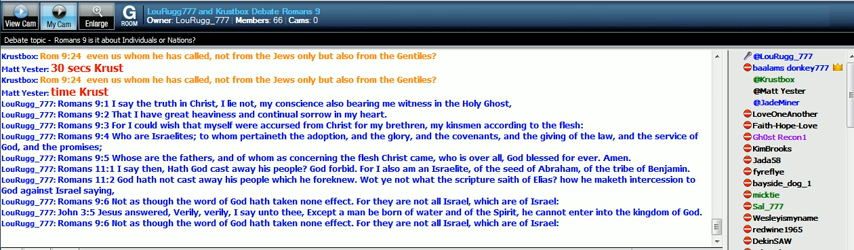 LouRugg777 and Krustbox Debate Romans 9
Owner: LouRugg_777 | Members: 66 | Cams: 0
View Cam
My Cam
Enlarge
G
ROOM
Debate topic - Romans 9 is it about Individuals or Nations?
Krustbox: Rom 9:24 even us whom he has called, not from the Jews only but also from the Gentiles?
Matt Yester: 30 secs Krust
Krustbox: Rom 9:24 even us whom he has called, not from the Jews only but also from the Gentiles?
Matt Yester: time Krust
LouRugg_777: Romans 9:1 I say the truth in Christ, I lie not, my conscience also bearing me witness in the Holy Ghost,
LouRugg_777: Romans 9:2 That I have great heaviness and continual sorrow in my heart.
LouRugg_777: Romans 9:3 For I could wish that myself were accursed from Christ for my brethren, my kinsmen according to the flesh:
LouRugg_777: Romans 9:4 Who are Israelites; to whom pertaineth the adoption, and the glory, and the covenants, and the giving of the law, and the service of
God, and the promises;
LouRugg_777: Romans 9:5 Whose are the fathers, and of whom as concerning the flesh Christ came, who is over all, God blessed for ever. Amen.
LouRugg_777: Romans 11:1 I say then, Hath God cast away his people? God forbid. For I also am an Israelite, of the seed of Abraham, of the tribe of Benjamin.
LouRugg_777: Romans 11:2 God hath not cast away his people which he foreknew. Wot ye not what the scripture saith of Elias? how he maketh intercession to
God against Israel saying,
LouRugg_777: Romans 9:6 Not as though the word of God hath taken none effect. For they are not all Israel, which are of Israel:
LouRugg_777: John 3:5 Jesus answered, Verily, verily, I say unto thee, Except a man be born of water and of the Spirit, he cannot enter into the kingdom of God.
LouRugg_777: Romans 9:6 Not as though the word of God hath taken none effect. For they are not all Israel, which are of Israel:
@LouRugg_777
baalams donkey777
@Krustbox
@Matt Yester
@JadeMiner
LoveOneAnother
Faith-Hope-Love
Gh0st Recon1
KimBrooks
JadaS8
fyreflye
bayside_dog_1
micktie
Sal_777
Wesleyismyname
redwine1965
DekinSAW